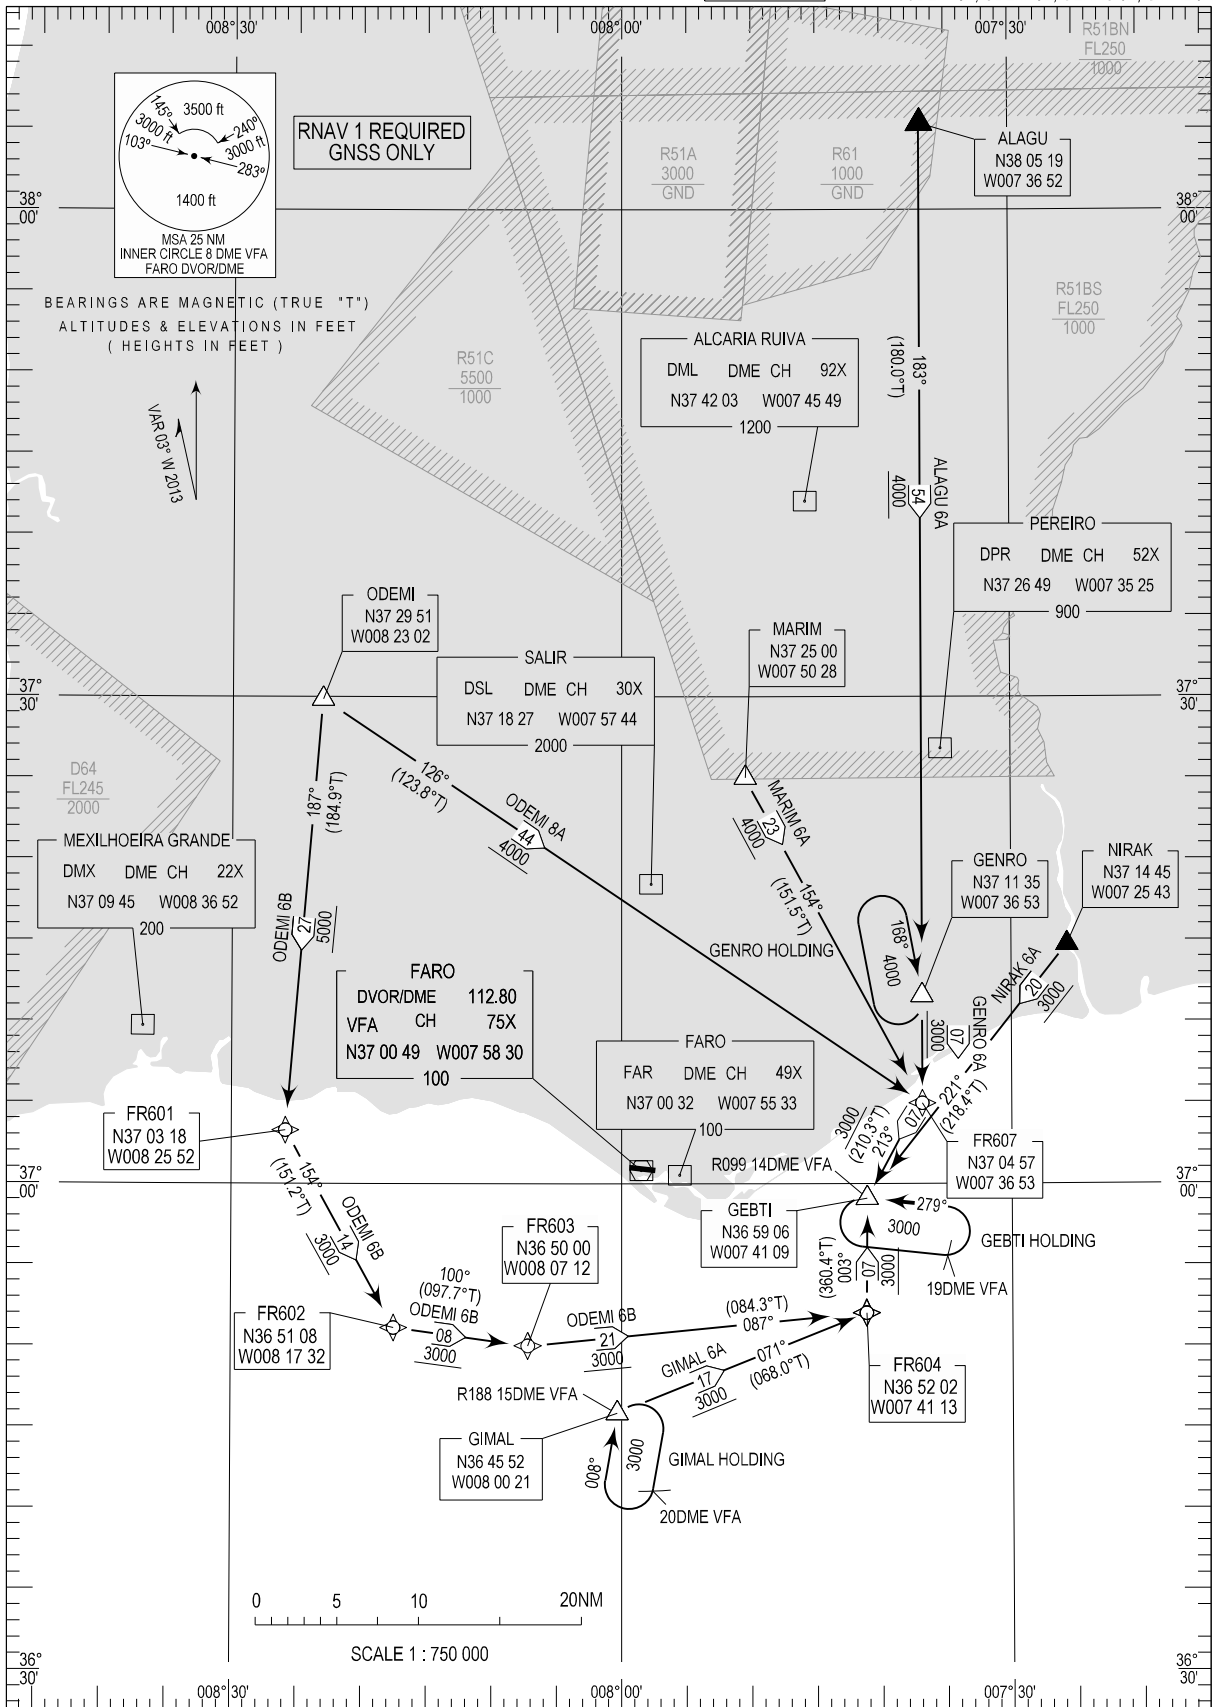 008° 30'
008° 00'
007° 30'
R51BN
FL250
1000
145°
3500 ft
3000 ft
240°
3000 ft
103°
283°
1400 ft
MSA 25 NM
INNER CIRCLE 8 DME VFA
FARO DVOR/DME
RNAV 1 REQUIRED
GNSS ONLY
R51A
3000
GND
R61
1000
GND
ALAGU
N38 05 19
W007 36 52
38°
00'
38°
00'
BEARINGS ARE MAGNETIC (TRUE "T")
ALTITUDES & ELEVATIONS IN FEET
( HEIGHTS IN FEET )
VAR 03° W 2013
R51C
5500
1000
R51BS
FL250
1000
ALCARIA RUIVA
DML DME CH 92X
N37 42 03 W007 45 49
1200
183°
(180.0°T)
ALAGU 6A
54
4000
PEREIRO
DPR DME CH 52X
N37 26 49 W007 35 25
900
ODEMI
N37 29 51
W008 23 02
MARIM
N37 25 00
W007 50 28
SALIR
DSL DME CH 30X
N37 18 27 W007 57 44
2000
37°
30'
37°
30'
D64
FL245
2000
187°
(184.9°T)
126°
(123.8°T)
ODEMI 8A
44
4000
MARIM 6A
23
4000
154°
(151.5°T)
MEXILHOEIRA GRANDE
DMX DME CH 22X
N37 09 45 W008 36 52
200
ODEMI 6B
27
5000
GENRO
N37 11 35
W007 36 53
NIRAK
N37 14 45
W007 25 43
GENRO HOLDING
168°
4000
NIRAK 6A
20
3000
FARO
DVOR/DME 112.80
VFA CH 75X
N37 00 49 W007 58 30
100
3000
07
GENRO 6A
FARO
FAR DME CH 49X
N37 00 32 W007 55 33
100
221°
(218.4°T)
FR601
N37 03 18
W008 25 52
3000
(210.3°T)
213°
07
FR607
N37 04 57
W007 36 53
R099 14DME VFA
37°
00'
37°
00'
154°
(151.2°T)
ODEMI 6B
14
3000
GEBTI
N36 59 06
W007 41 09
279°
3000
GEBTI HOLDING
19DME VFA
FR603
N36 50 00
W008 07 12
(360.4°T)
003°
07
3000
100°
(097.7°T)
ODEMI 6B
08
3000
FR602
N36 51 08
W008 17 32
ODEMI 6B
21
3000
(084.3°T)
087°
GIMAL 6A
17
3000
071°
(068.0°T)
FR604
N36 52 02
W007 41 13
R188 15DME VFA
GIMAL
N36 45 52
W008 00 21
008°
3000
GIMAL HOLDING
20DME VFA
0 5 10 20NM
SCALE 1 : 750 000
36°
30'
36°
30'
008° 30'
008° 00'
007° 30'